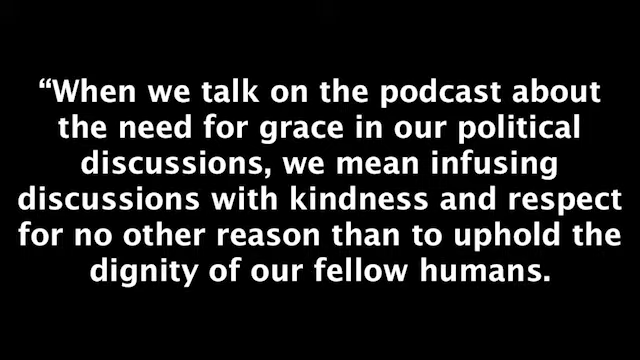 “When we talk on the podcast about
the need for grace in our political
discussions, we mean infusing
discussions with kindness and respect
for no other reason than to uphold the
dignity of our fellow humans.